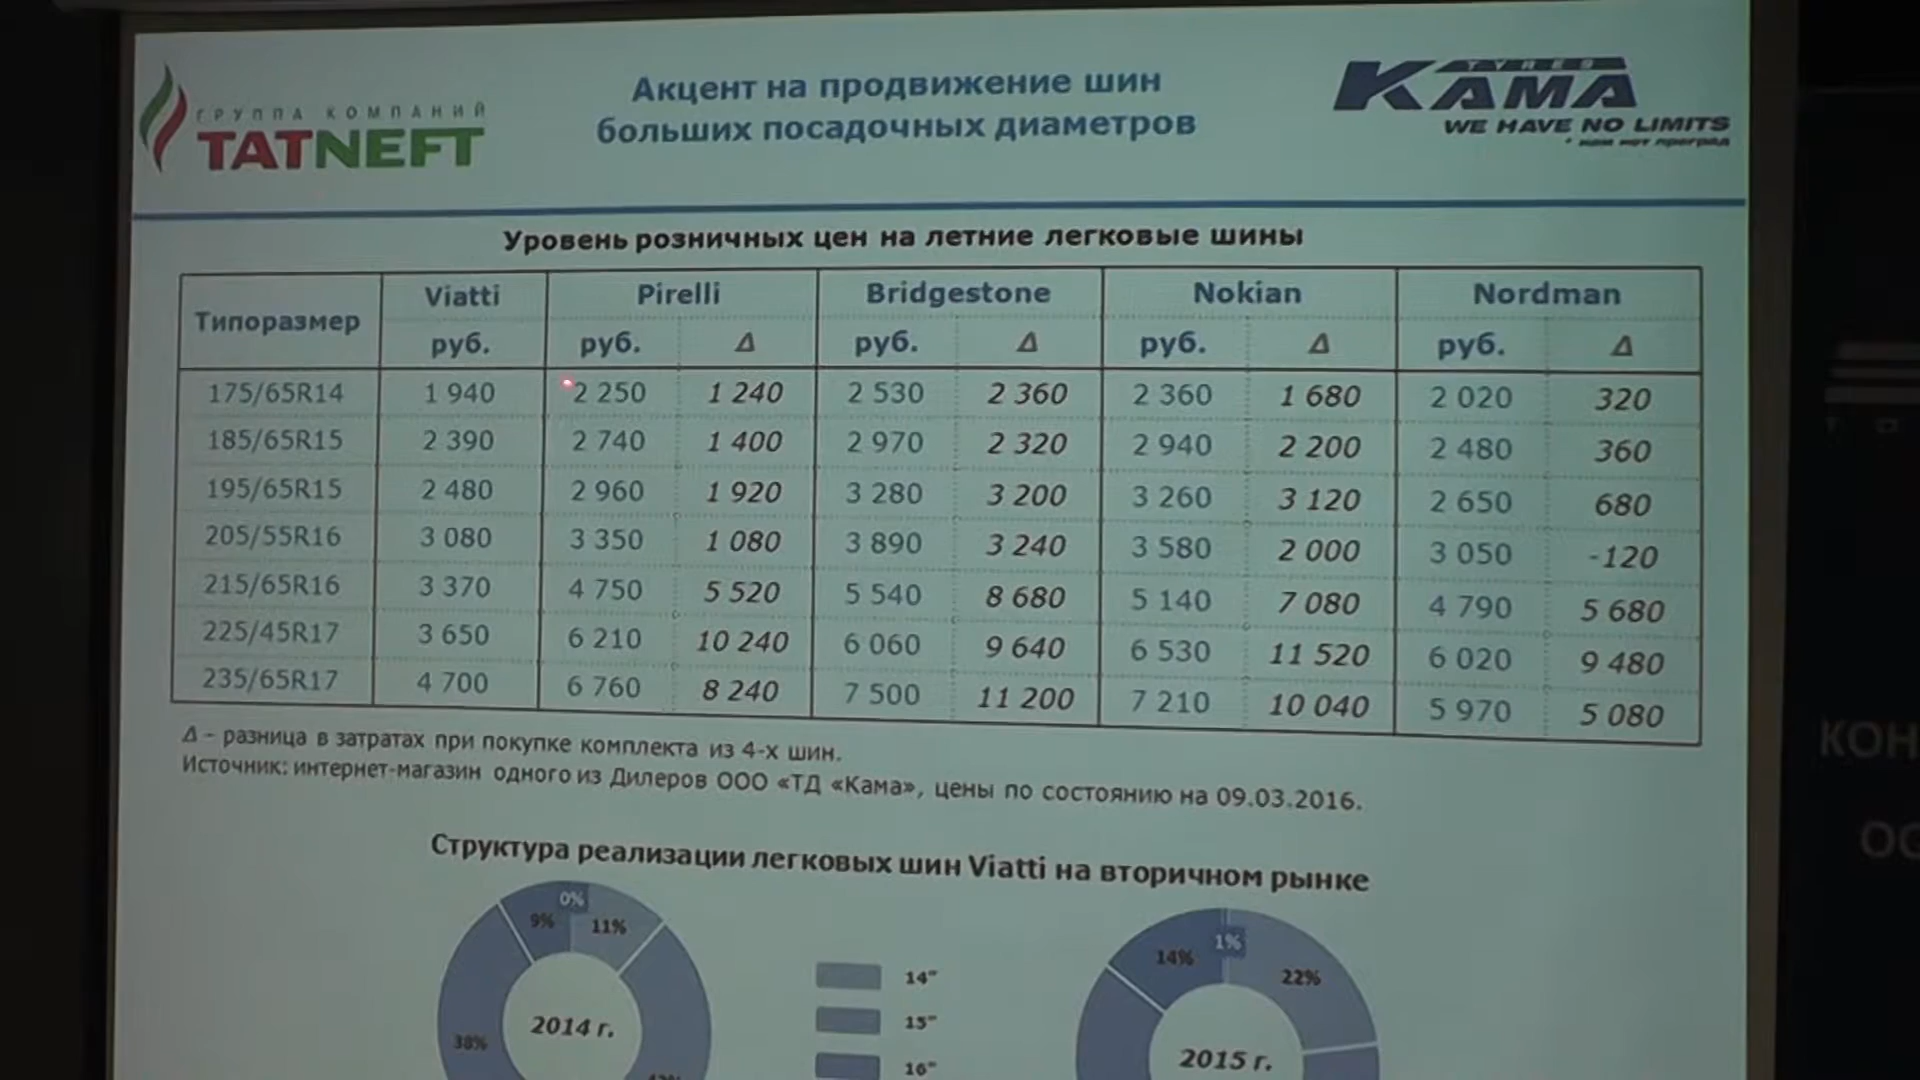 ГРУППА КОМПАНИЙ
TATNEFT
Акцент на продвижение шин
больших посадочных диаметров
TYRES
KAMA
WE HAVE NO LIMITS
Уровень розничных цен на летние легковые шины
Типоразмер Viatti Pirelli Bridgestone Nokian Nordman
руб. руб. Δ руб. Δ руб. Δ руб. Δ
175/65R14 1 940 2 250 1 240 2 530 2 360 2 360 1 680 2 020 320
185/65R15 2 390 2 740 1 400 2 970 2 320 2 940 2 200 2 480 360
195/65R15 2 480 2 960 1 920 3 280 3 200 3 260 3 120 2 650 680
205/55R16 3 080 3 350 1 080 3 890 3 240 3 580 2 000 3 050 -120
215/65R16 3 370 4 750 5 520 5 540 8 680 5 140 7 080 4 790 5 680
225/45R17 3 650 6 210 10 240 6 060 9 640 6 530 11 520 6 020 9 480
235/65R17 4 700 6 760 8 240 7 500 11 200 7 210 10 040 5 970 5 080
Δ – разница в затратах при покупке комплекта из 4-х шин.
Источник: интернет-магазин одного из Дилеров ООО «ТД «Кама», цены по состоянию на 09.03.2016.
Структура реализации легковых шин Viatti на вторичном рынке
0%
9%
11%
38%
2014 г.
14"
15"
16"
1%
14%
22%
2015 г.
КОН